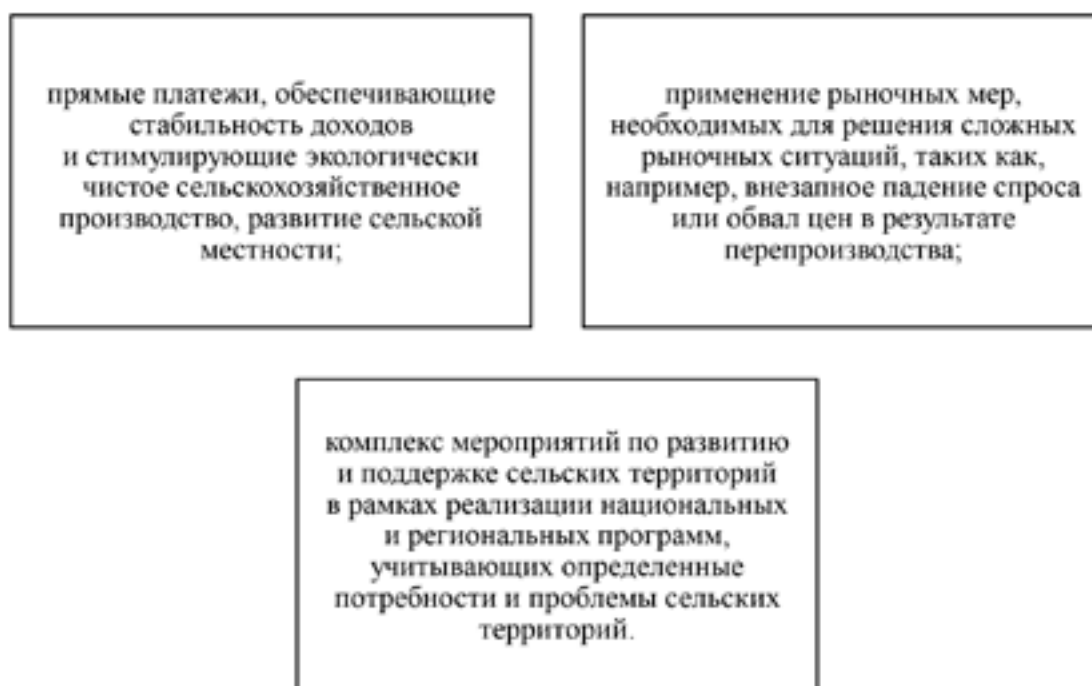 прямые платежи, обеспечивающие
стабильность доходов
и стимулирующие экологически
чистое сельскохозяйственное
производство, развитие сельской
местности;
применение рыночных мер,
необходимых для решения сложных
рыночных ситуаций, таких как,
например, внезапное падение спроса
или обвал цен в результате
перепроизводства;
комплекс мероприятий по развитию
и поддержке сельских территорий
в рамках реализации национальных
и региональных программ,
учитывающих определенные
потребности и проблемы сельских
территорий.